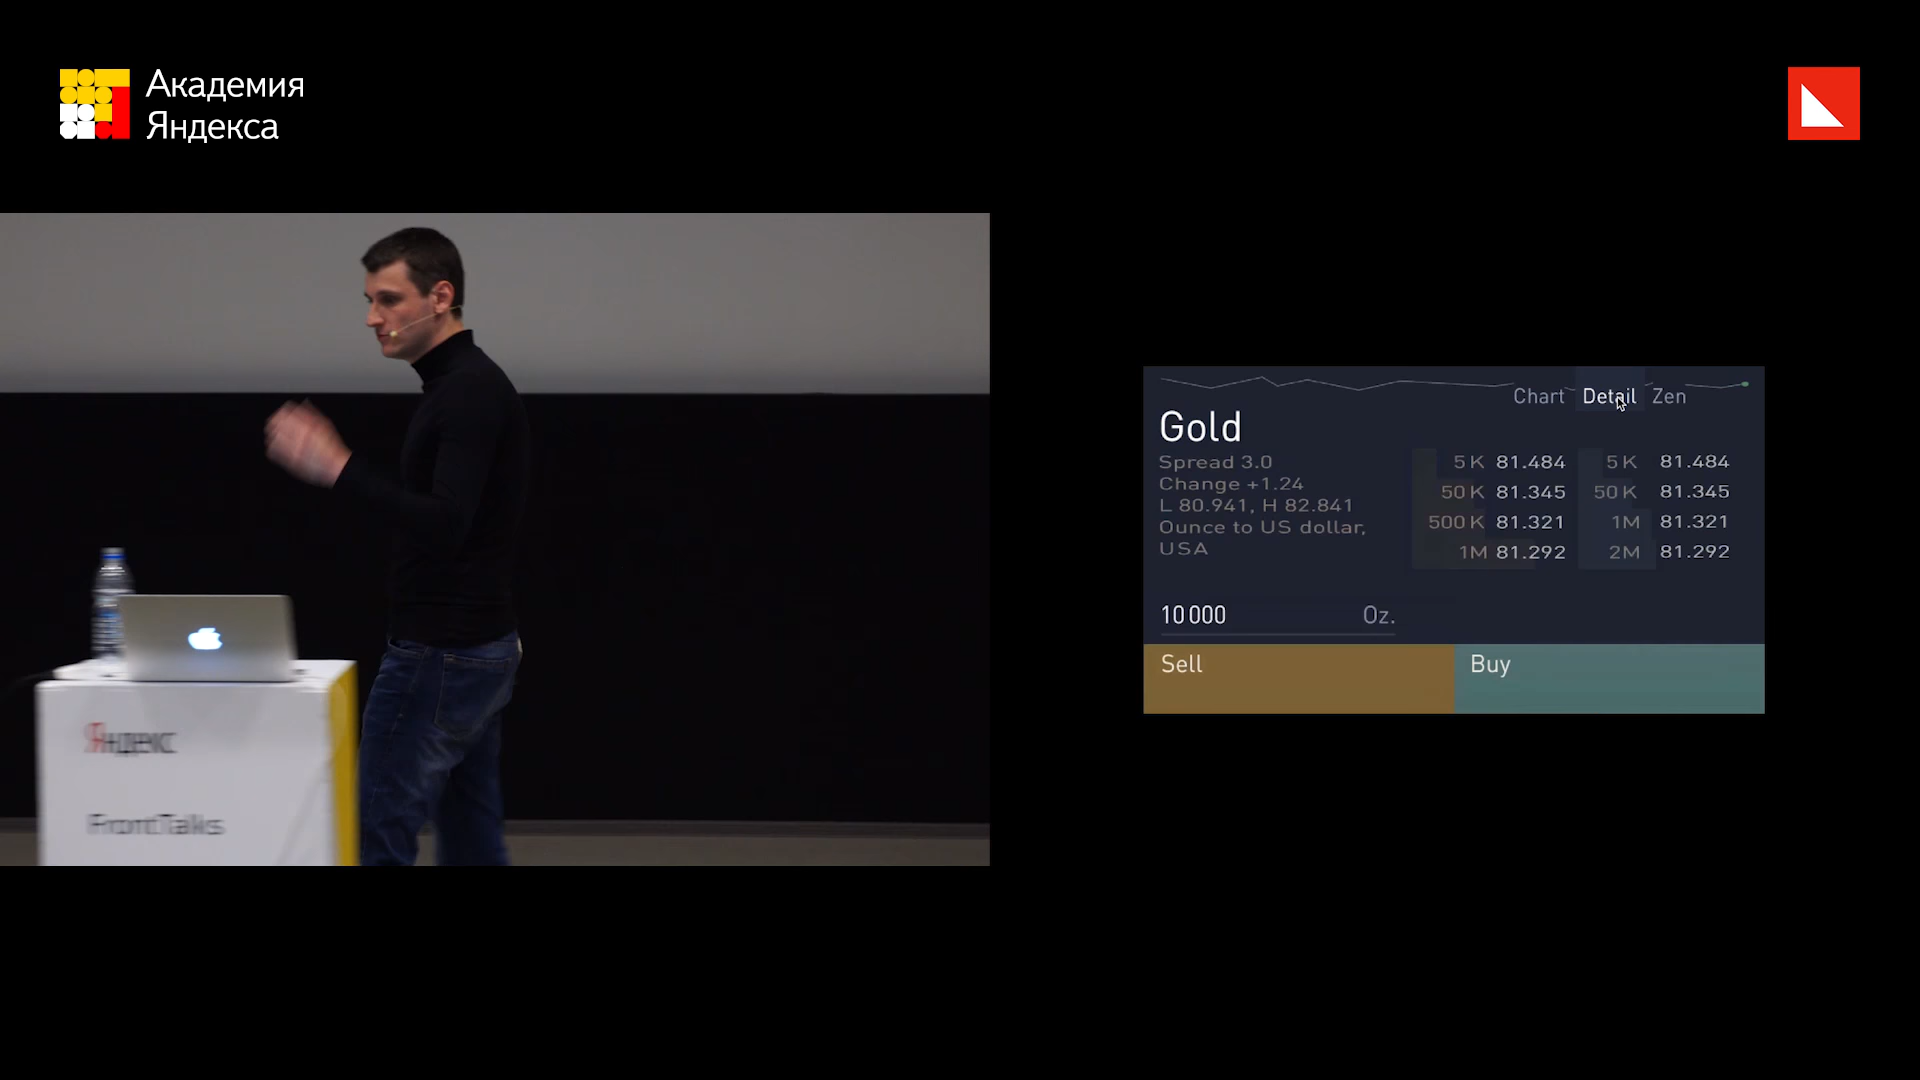 Академия
Яндекса
Chart Detail Zen
Gold
Spread 3.0
Change +1.24
L 80.941, H 82.841
Ounce to US dollar,
USA
5 K 81.484 5 K 81.484
50 K 81.345 50 K 81.345
500 K 81.321 1M 81.321
1M 81.292 2M 81.292
10 000 Oz.
Sell Buy
Яндекс
FrontTalks